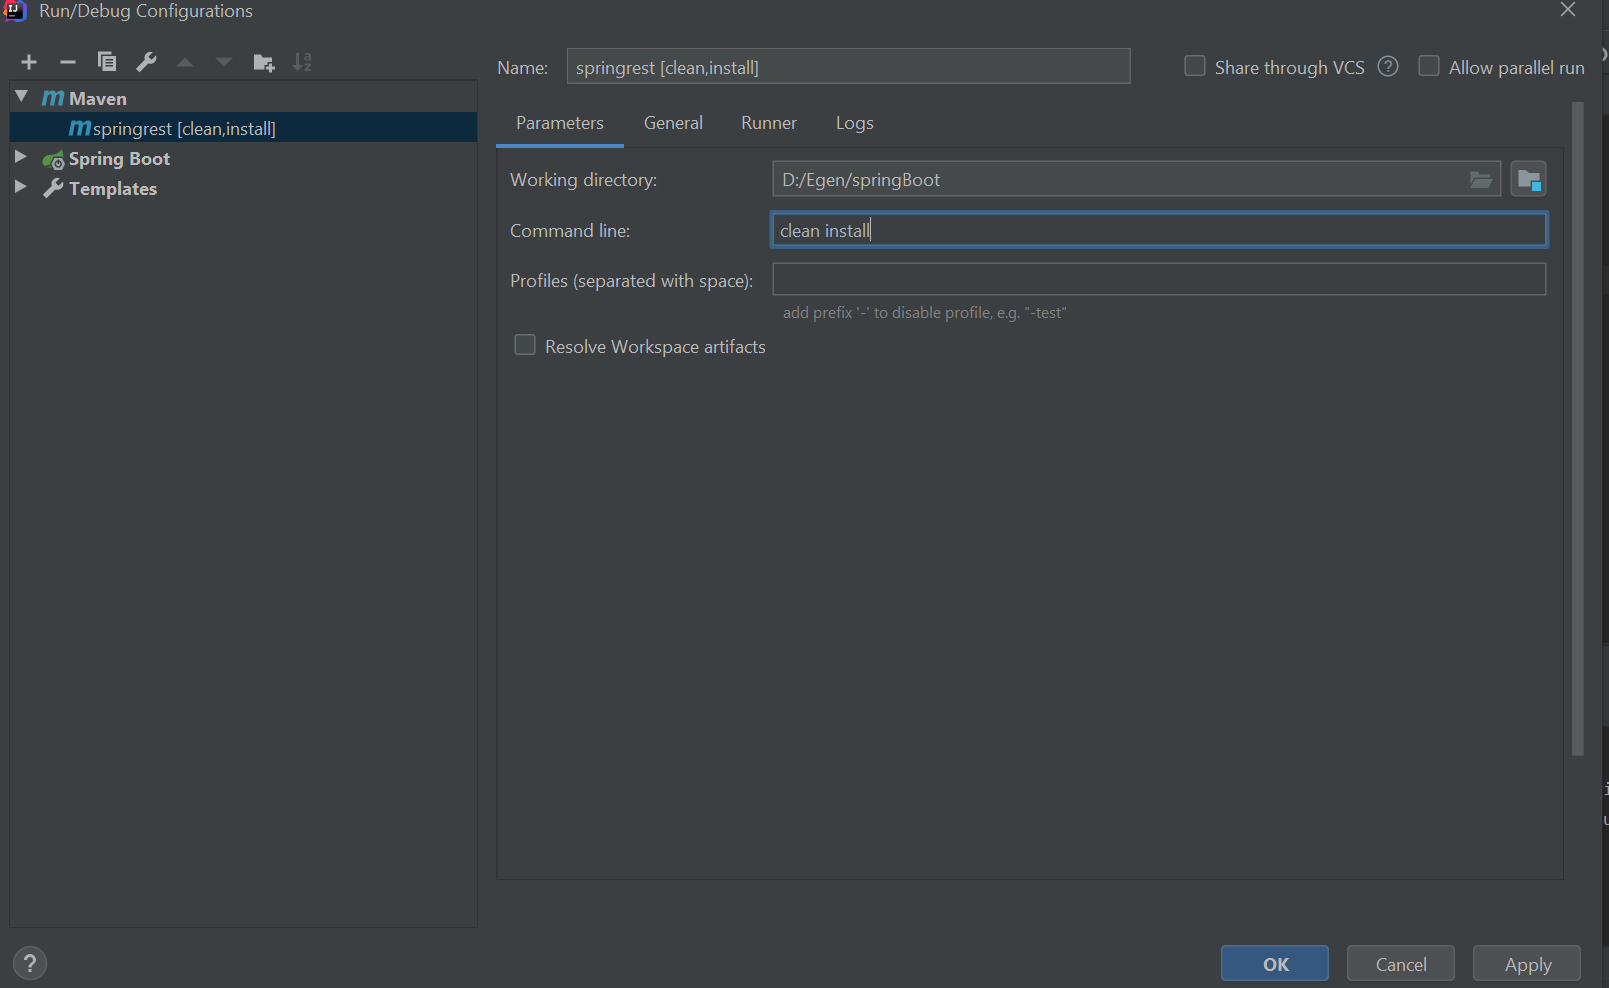 Run/Debug Configurations
Name: springrest [clean,install] Share through VCS ? Allow parallel run
m Maven
m springrest [clean,install]
Spring Boot
Templates
Parameters General Runner Logs
Working directory: D:/Egen/springBoot
Command line: clean install
Profiles (separated with space):
add prefix '-' to disable profile, e.g. "-test"
Resolve Workspace artifacts
? OK Cancel Apply